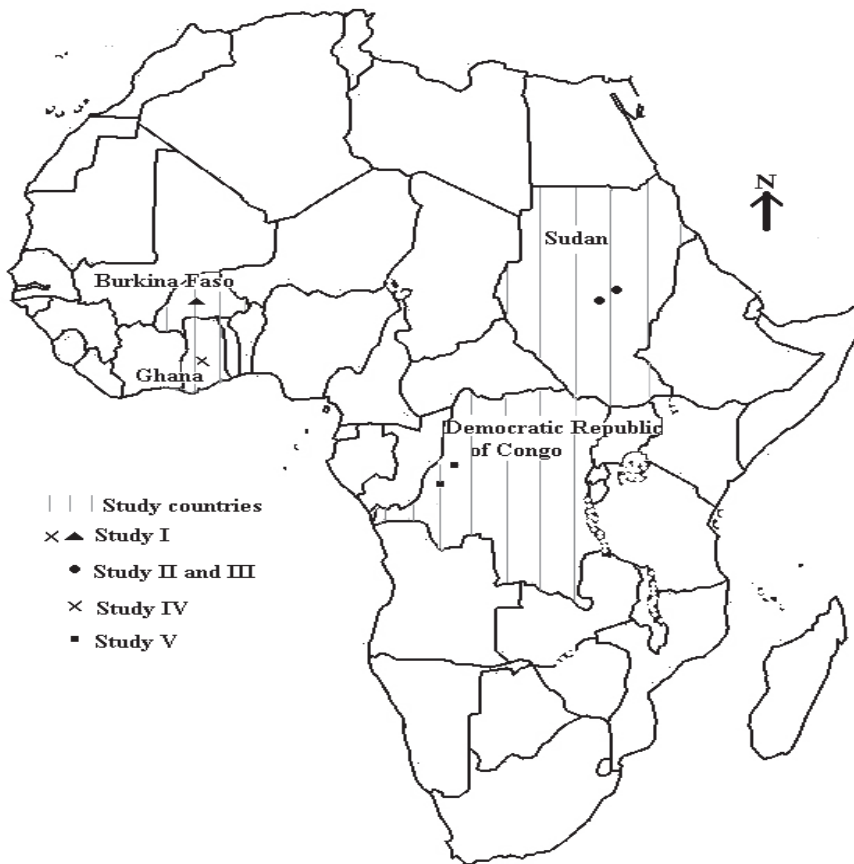 N
Sudan
Burkina Faso
Ghana
Democratic Republic
of Congo
Study countries
Study I
Study II and III
Study IV
Study V